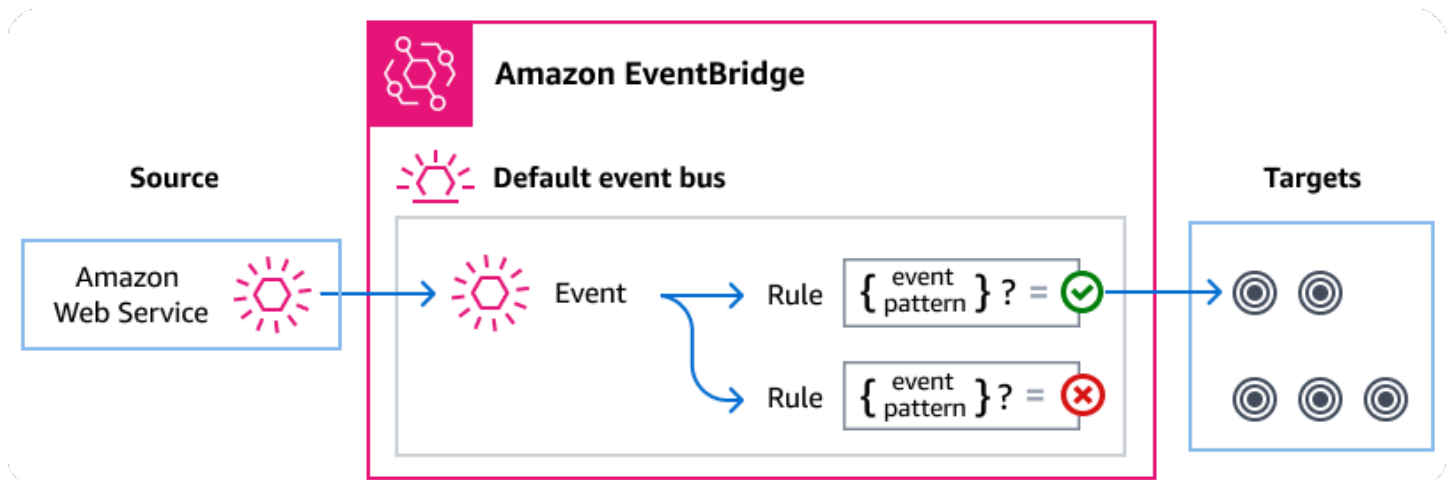 Amazon EventBridge
Source
Default event bus
Targets
Amazon
Web Service
Event
Rule
{ event
pattern } ? =
Rule
{ event
pattern } ? =